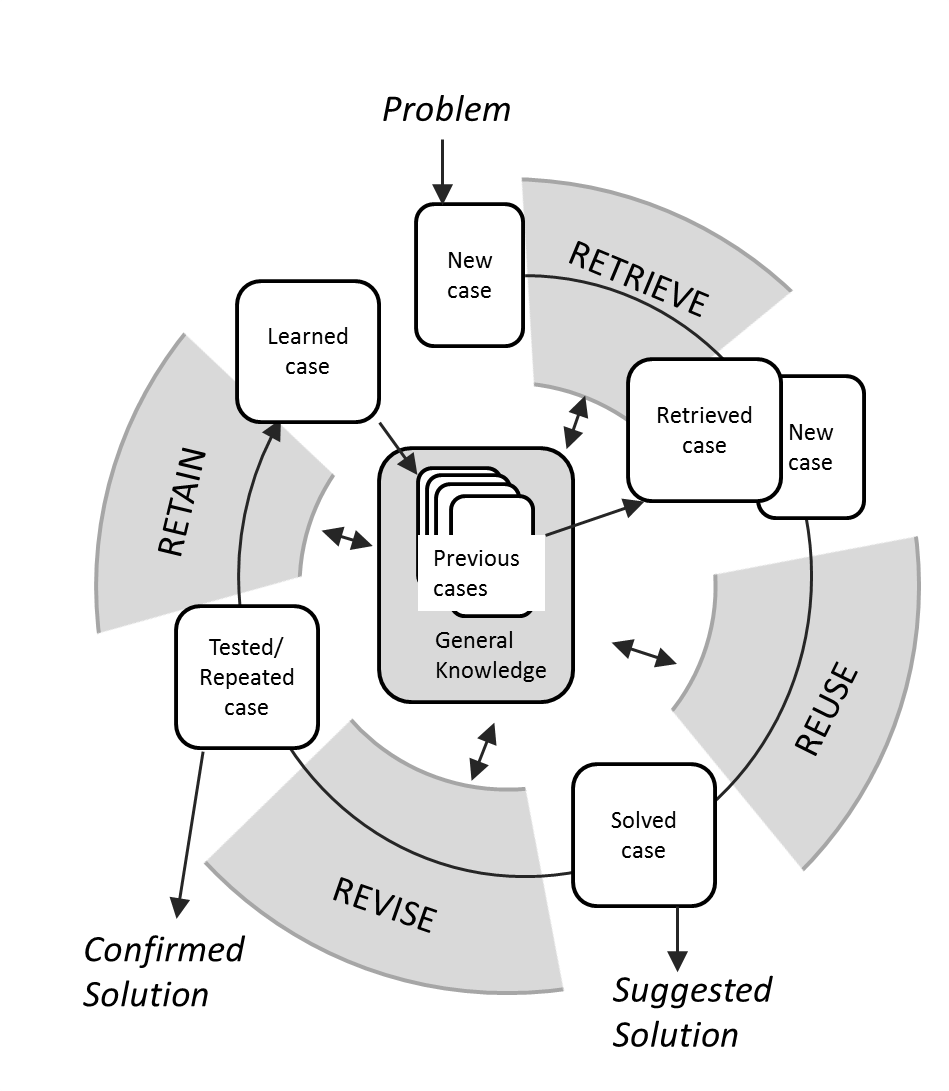 Problem
New
case
RETRIEVE
Learned
case
Retrieved
case
New
case
RETAIN
Previous
cases
General
Knowledge
Tested/
Repeated
case
REUSE
Solved
case
REVISE
Confirmed
Solution
Suggested
Solution